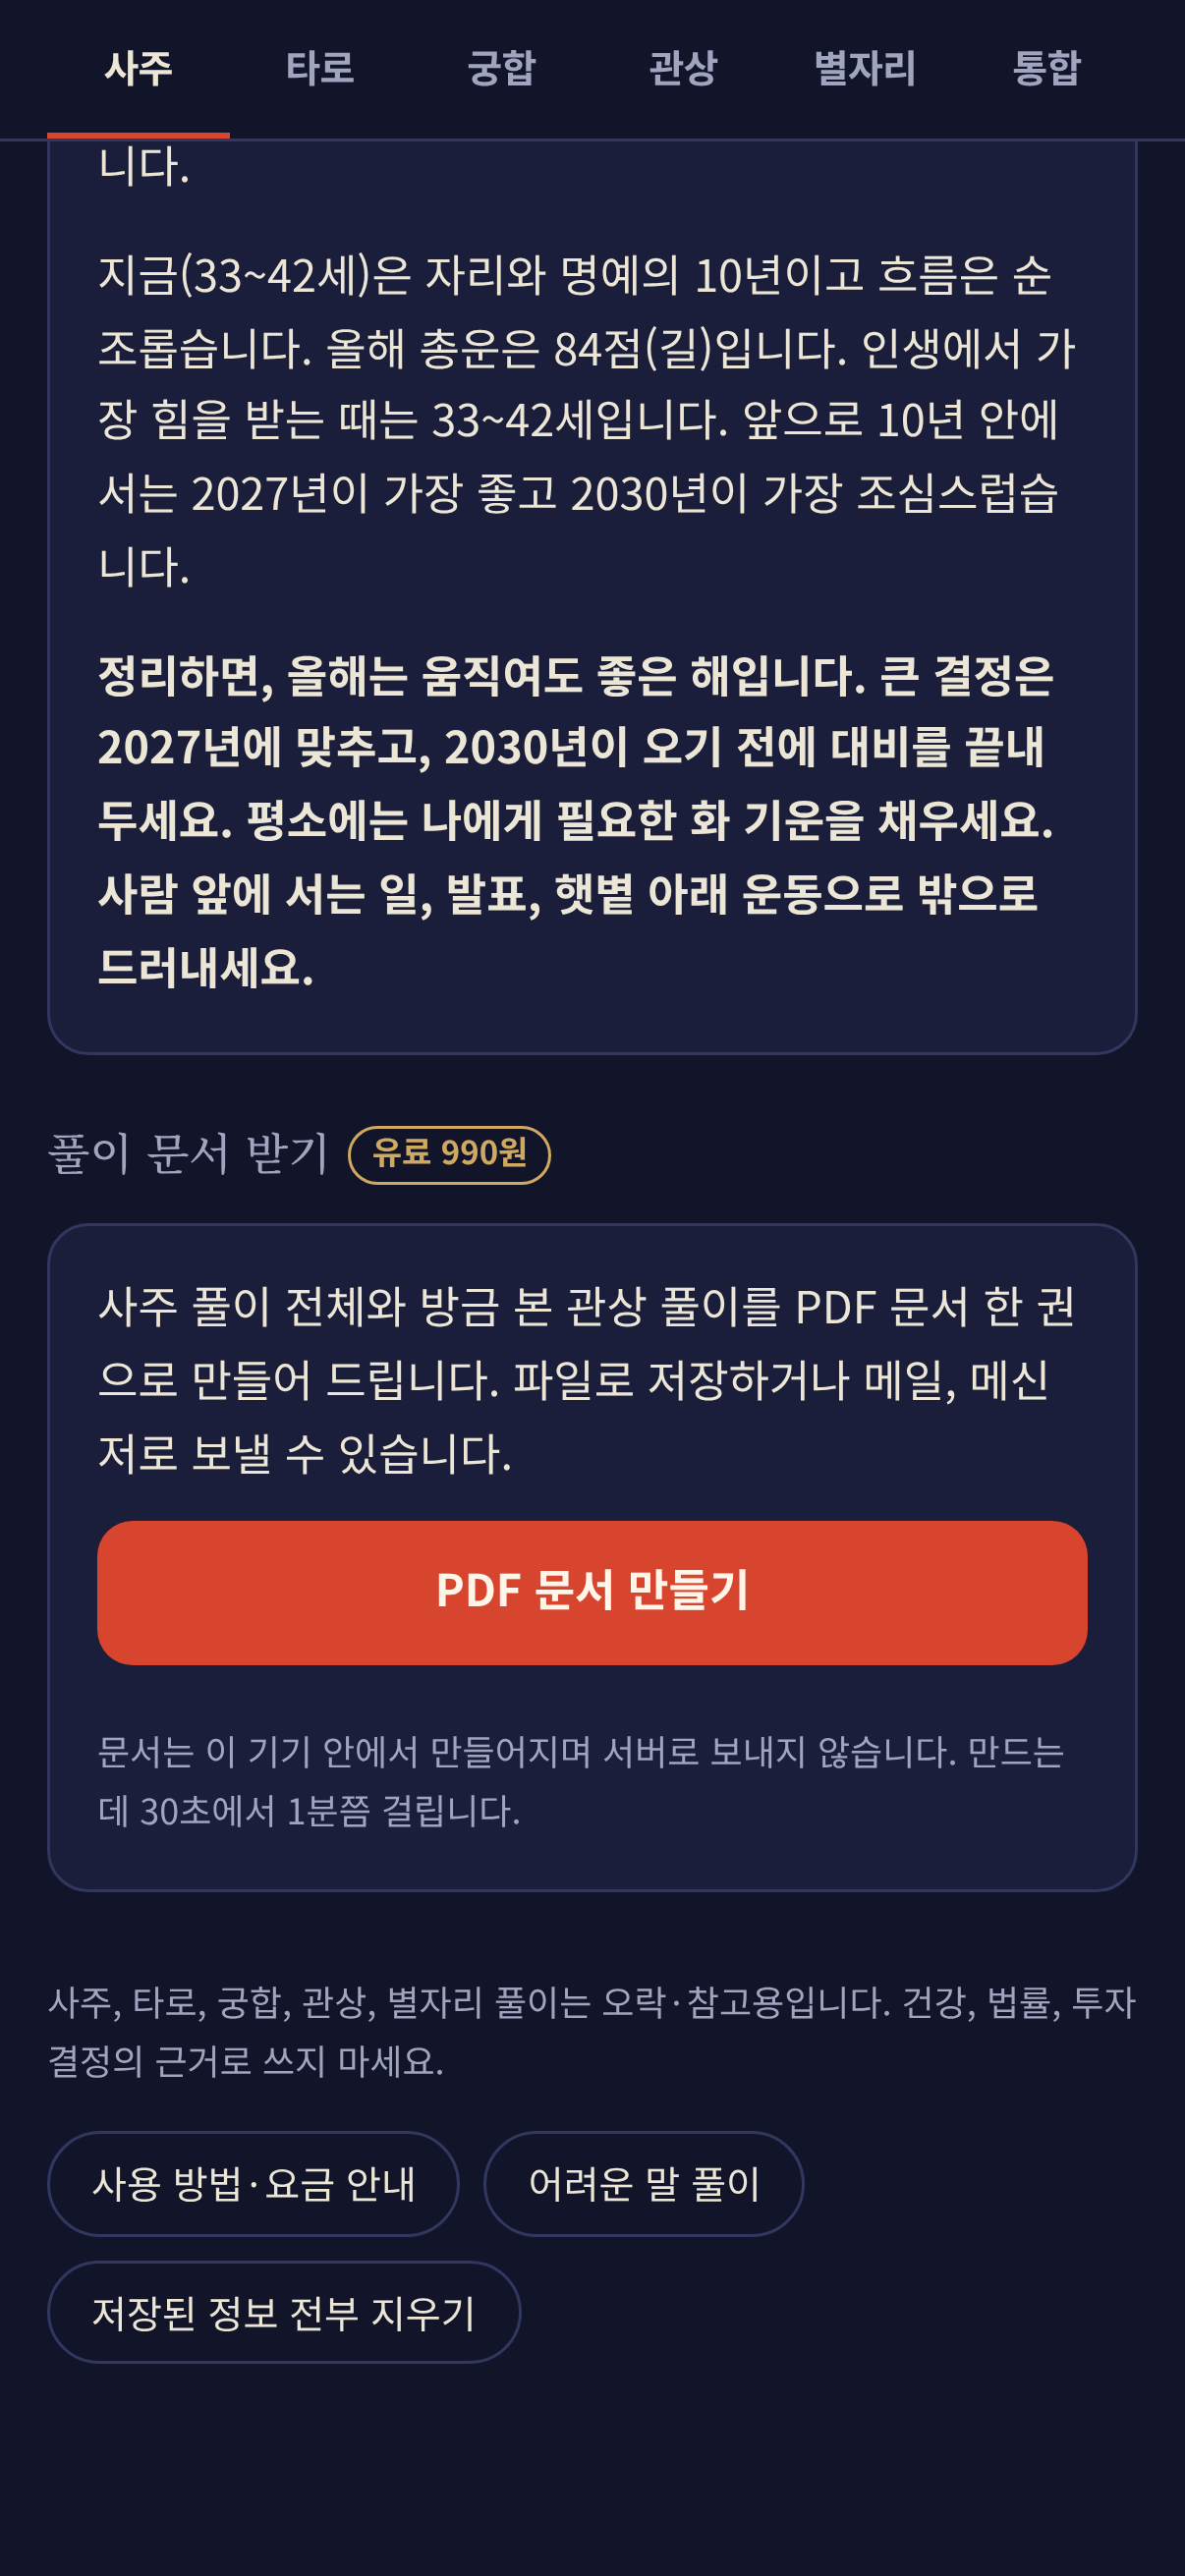 사주 타로 궁합 관상 별자리 통합
니다.
지금(33~42세)은 자리와 명예의 10년이고 흐름은 순
조롭습니다. 올해 총운은 84점(길)입니다. 인생에서 가
장 힘을 받는 때는 33~42세입니다. 앞으로 10년 안에
서는 2027년이 가장 좋고 2030년이 가장 조심스럽습
니다.
정리하면, 올해는 움직여도 좋은 해입니다. 큰 결정은
2027년에 맞추고, 2030년이 오기 전에 대비를 끝내
두세요. 평소에는 나에게 필요한 화 기운을 채우세요.
사람 앞에 서는 일, 발표, 햇볕 아래 운동으로 밖으로
드러내세요.
풀이 문서 받기 유료 990원
사주 풀이 전체와 방금 본 관상 풀이를 PDF 문서 한 권
으로 만들어 드립니다. 파일로 저장하거나 메일, 메신
저로 보낼 수 있습니다.
PDF 문서 만들기
문서는 이 기기 안에서 만들어지며 서버로 보내지 않습니다. 만드는
데 30초에서 1분쯤 걸립니다.
사주, 타로, 궁합, 관상, 별자리 풀이는 오락·참고용입니다. 건강, 법률, 투자
결정의 근거로 쓰지 마세요.
사용 방법·요금 안내 어려운 말 풀이
저장된 정보 전부 지우기